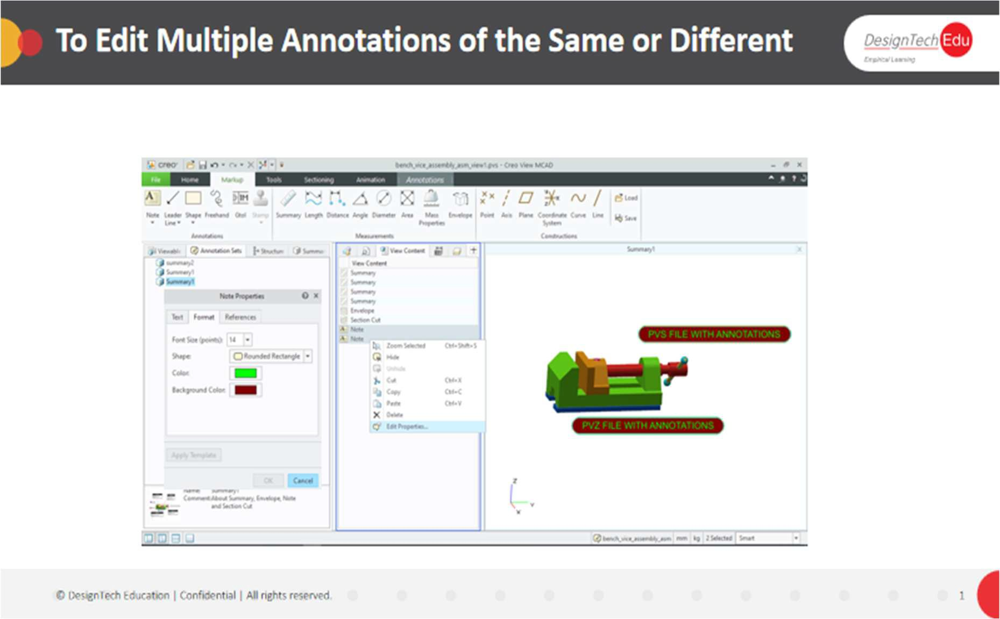 To Edit Multiple Annotations of the Same or Different
DesignTech Edu
Empirical Learning
creo
bench_vice_assembly_asm_view1.pvs - Creo View MCAD
File Home Markup Tools Sectioning Animation Annotations
Note Leader Line Shape Freehand Gtol Stamp
Summary Length Distance Angle Diameter Area Mass Properties Envelope
Point Axis Plane Coordinate System Curve Line
Load
Save
Annotations Measurements Constructions
Viewabl Annotation Sets Structur Summa
summary2
Summery1
Summary1
Note Properties
Text Format References
Font Size (points): 14
Shape: Rounded Rectangle
Color:
Background Color:
Apply Template
OK Cancel
Name: Summary1
Comment: About Summary, Envelope, Note
and Section Cut
View Content
View Content
Summary
Summary
Summary
Summary
Envelope
Section Cut
Note
Note
Zoom Selected Ctrl+Shift+S
Hide
Unhide
Cut Ctrl+X
Copy Ctrl+C
Paste Ctrl+V
Delete
Edit Properties...
Summary1
PVS FILE WITH ANNOTATIONS
PVZ FILE WITH ANNOTATIONS
Z
Y
X
bench_vice_assembly_asm mm kg 2 Selected Smart
© DesignTech Education | Confidential | All rights reserved.
1